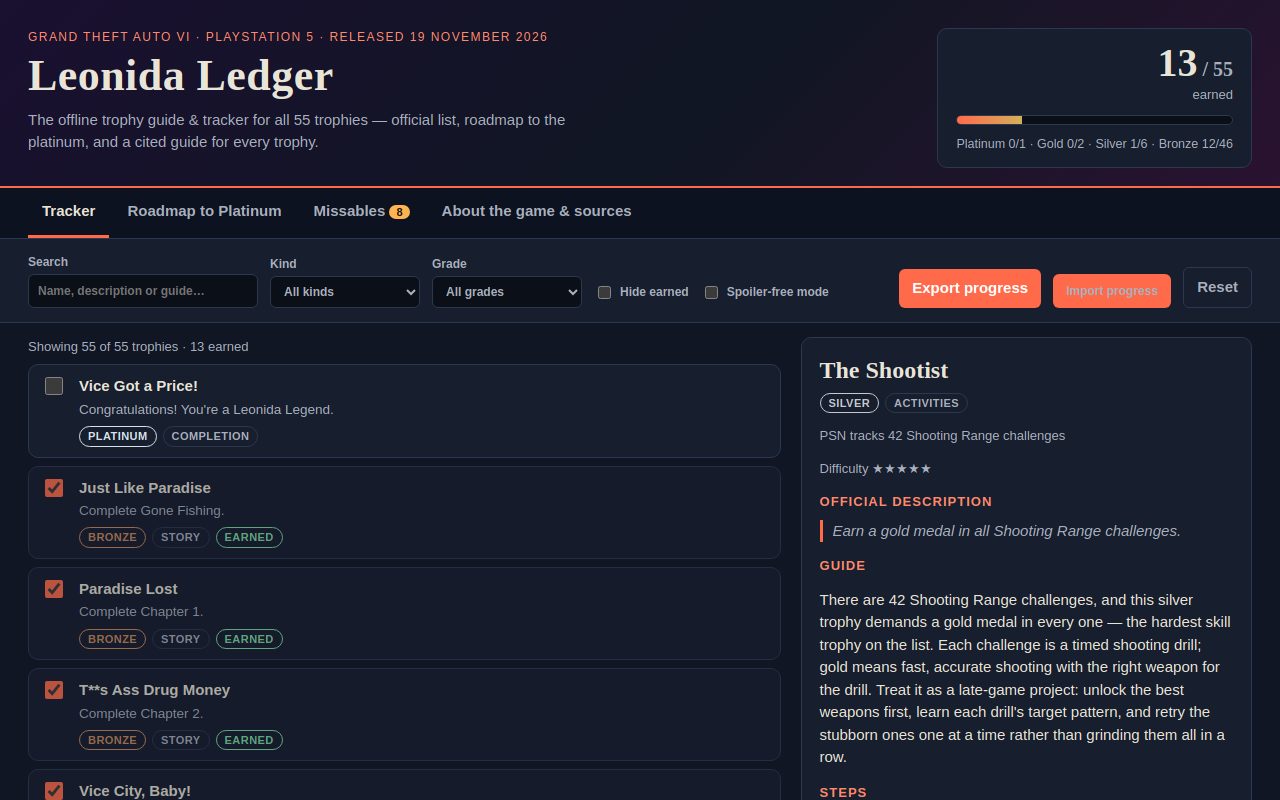 GRAND THEFT AUTO VI · PLAYSTATION 5 · RELEASED 19 NOVEMBER 2026
Leonida Ledger
The offline trophy guide & tracker for all 55 trophies — official list, roadmap to the
platinum, and a cited guide for every trophy.
13 / 55
earned
Platinum 0/1 · Gold 0/2 · Silver 1/6 · Bronze 12/46
Tracker
Roadmap to Platinum
Missables 8
About the game & sources
Search
Name, description or guide…
Kind
All kinds
Grade
All grades
Hide earned
Spoiler-free mode
Export progress
Import progress
Reset
Showing 55 of 55 trophies · 13 earned
Vice Got a Price!
Congratulations! You're a Leonida Legend.
PLATINUM COMPLETION
Just Like Paradise
Complete Gone Fishing.
BRONZE STORY EARNED
Paradise Lost
Complete Chapter 1.
BRONZE STORY EARNED
T**s Ass Drug Money
Complete Chapter 2.
BRONZE STORY EARNED
Vice City, Baby!
The Shootist
SILVER ACTIVITIES
PSN tracks 42 Shooting Range challenges
Difficulty ★★★★★
OFFICIAL DESCRIPTION
Earn a gold medal in all Shooting Range challenges.
GUIDE
There are 42 Shooting Range challenges, and this silver
trophy demands a gold medal in every one — the hardest skill
trophy on the list. Each challenge is a timed shooting drill;
gold means fast, accurate shooting with the right weapon for
the drill. Treat it as a late-game project: unlock the best
weapons first, learn each drill's target pattern, and retry the
stubborn ones one at a time rather than grinding them all in a
row.
STEPS